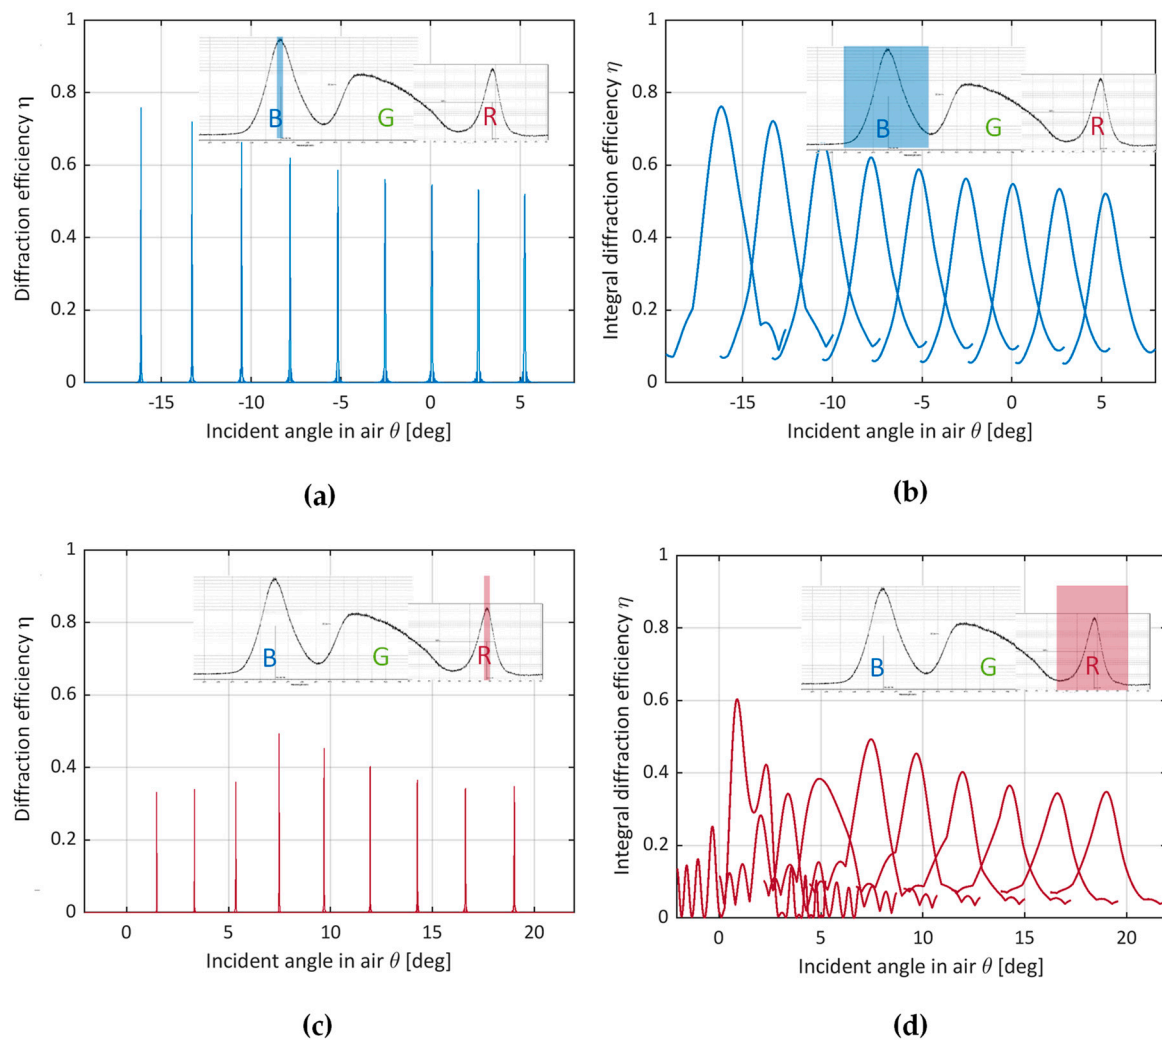 1
0.8
0.6
0.4
0.2
0
Diffraction efficiency η
B
G
R
-15
-10
-5
0
5
Incident angle in air θ [deg]
(a)
1
0.8
0.6
0.4
0.2
0
Integral diffraction efficiency η
B
G
R
-15
-10
-5
0
5
Incident angle in air θ [deg]
(b)
1
0.8
0.6
0.4
0.2
0
Diffraction efficiency η
B
G
R
0
5
10
15
20
Incident angle in air θ [deg]
(c)
1
0.8
0.6
0.4
0.2
0
Integral diffraction efficiency η
B
G
R
0
5
10
15
20
Incident angle in air θ [deg]
(d)